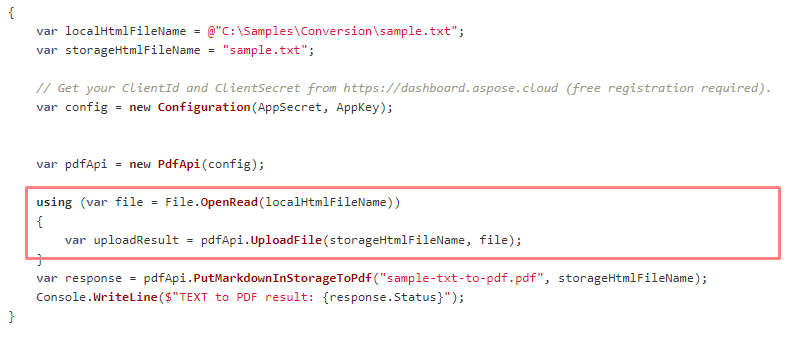 {
var localHtmlFileName = @"C:\Samples\Conversion\sample.txt";
var storageHtmlFileName = "sample.txt";
// Get your ClientId and ClientSecret from https://dashboard.aspose.cloud (free registration required).
var config = new Configuration(AppSecret, AppKey);
var pdfApi = new PdfApi(config);
using (var file = File.OpenRead(localHtmlFileName))
{
var uploadResult = pdfApi.UploadFile(storageHtmlFileName, file);
}
var response = pdfApi.PutMarkdownInStorageToPdf("sample-txt-to-pdf.pdf", storageHtmlFileName);
Console.WriteLine($"TEXT to PDF result: {response.Status}");
}